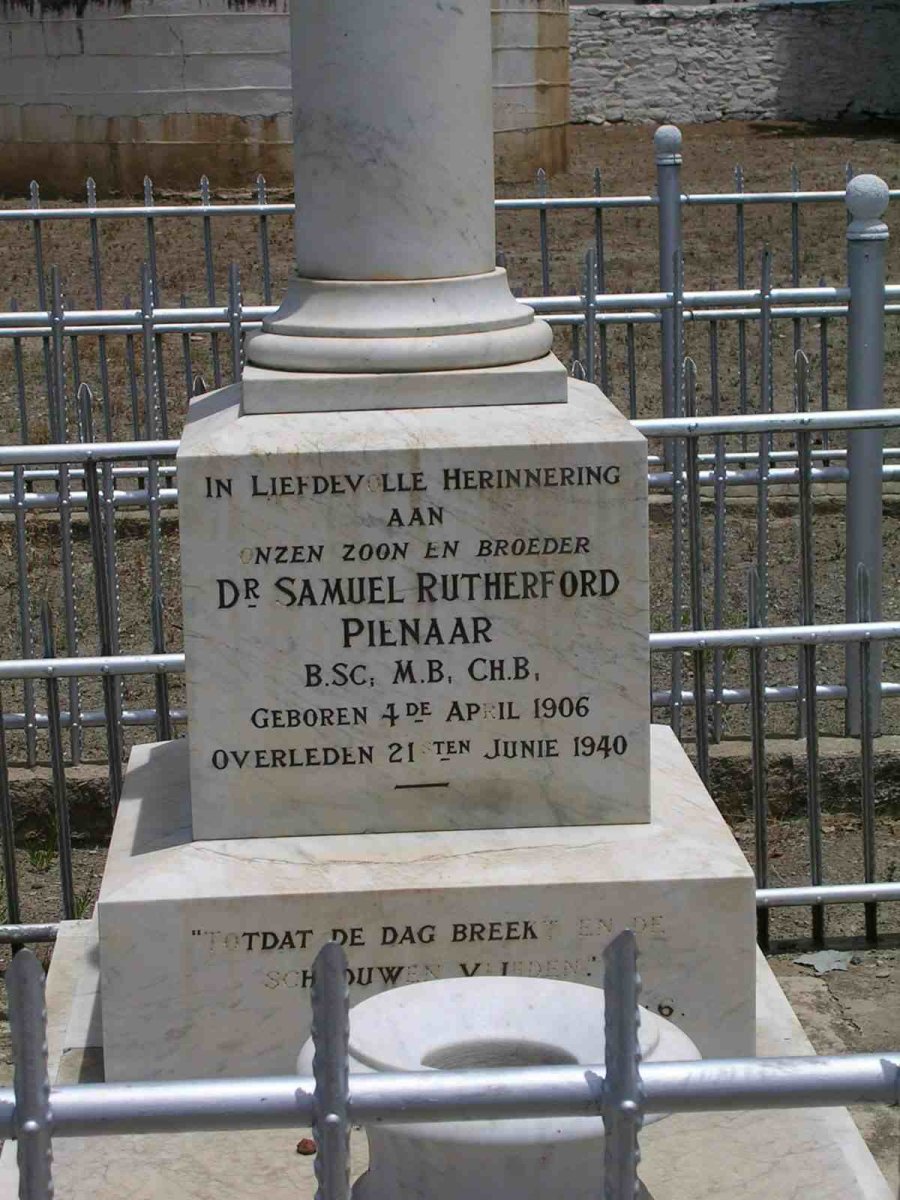 IN LIEFDEVOLLE HERINNERING
AAN
ONZEN ZOON EN BROEDER
DR SAMUEL RUTHERFORD
PIENAAR
B.SC, M.B, CH.B,
GEBOREN 4DE APRIL 1906
OVERLEDEN 21STEN JUNIE 1940
"TOTDAT DE DAG BREEKT EN DE
SCHADUWEN VLIEDEN."
6.